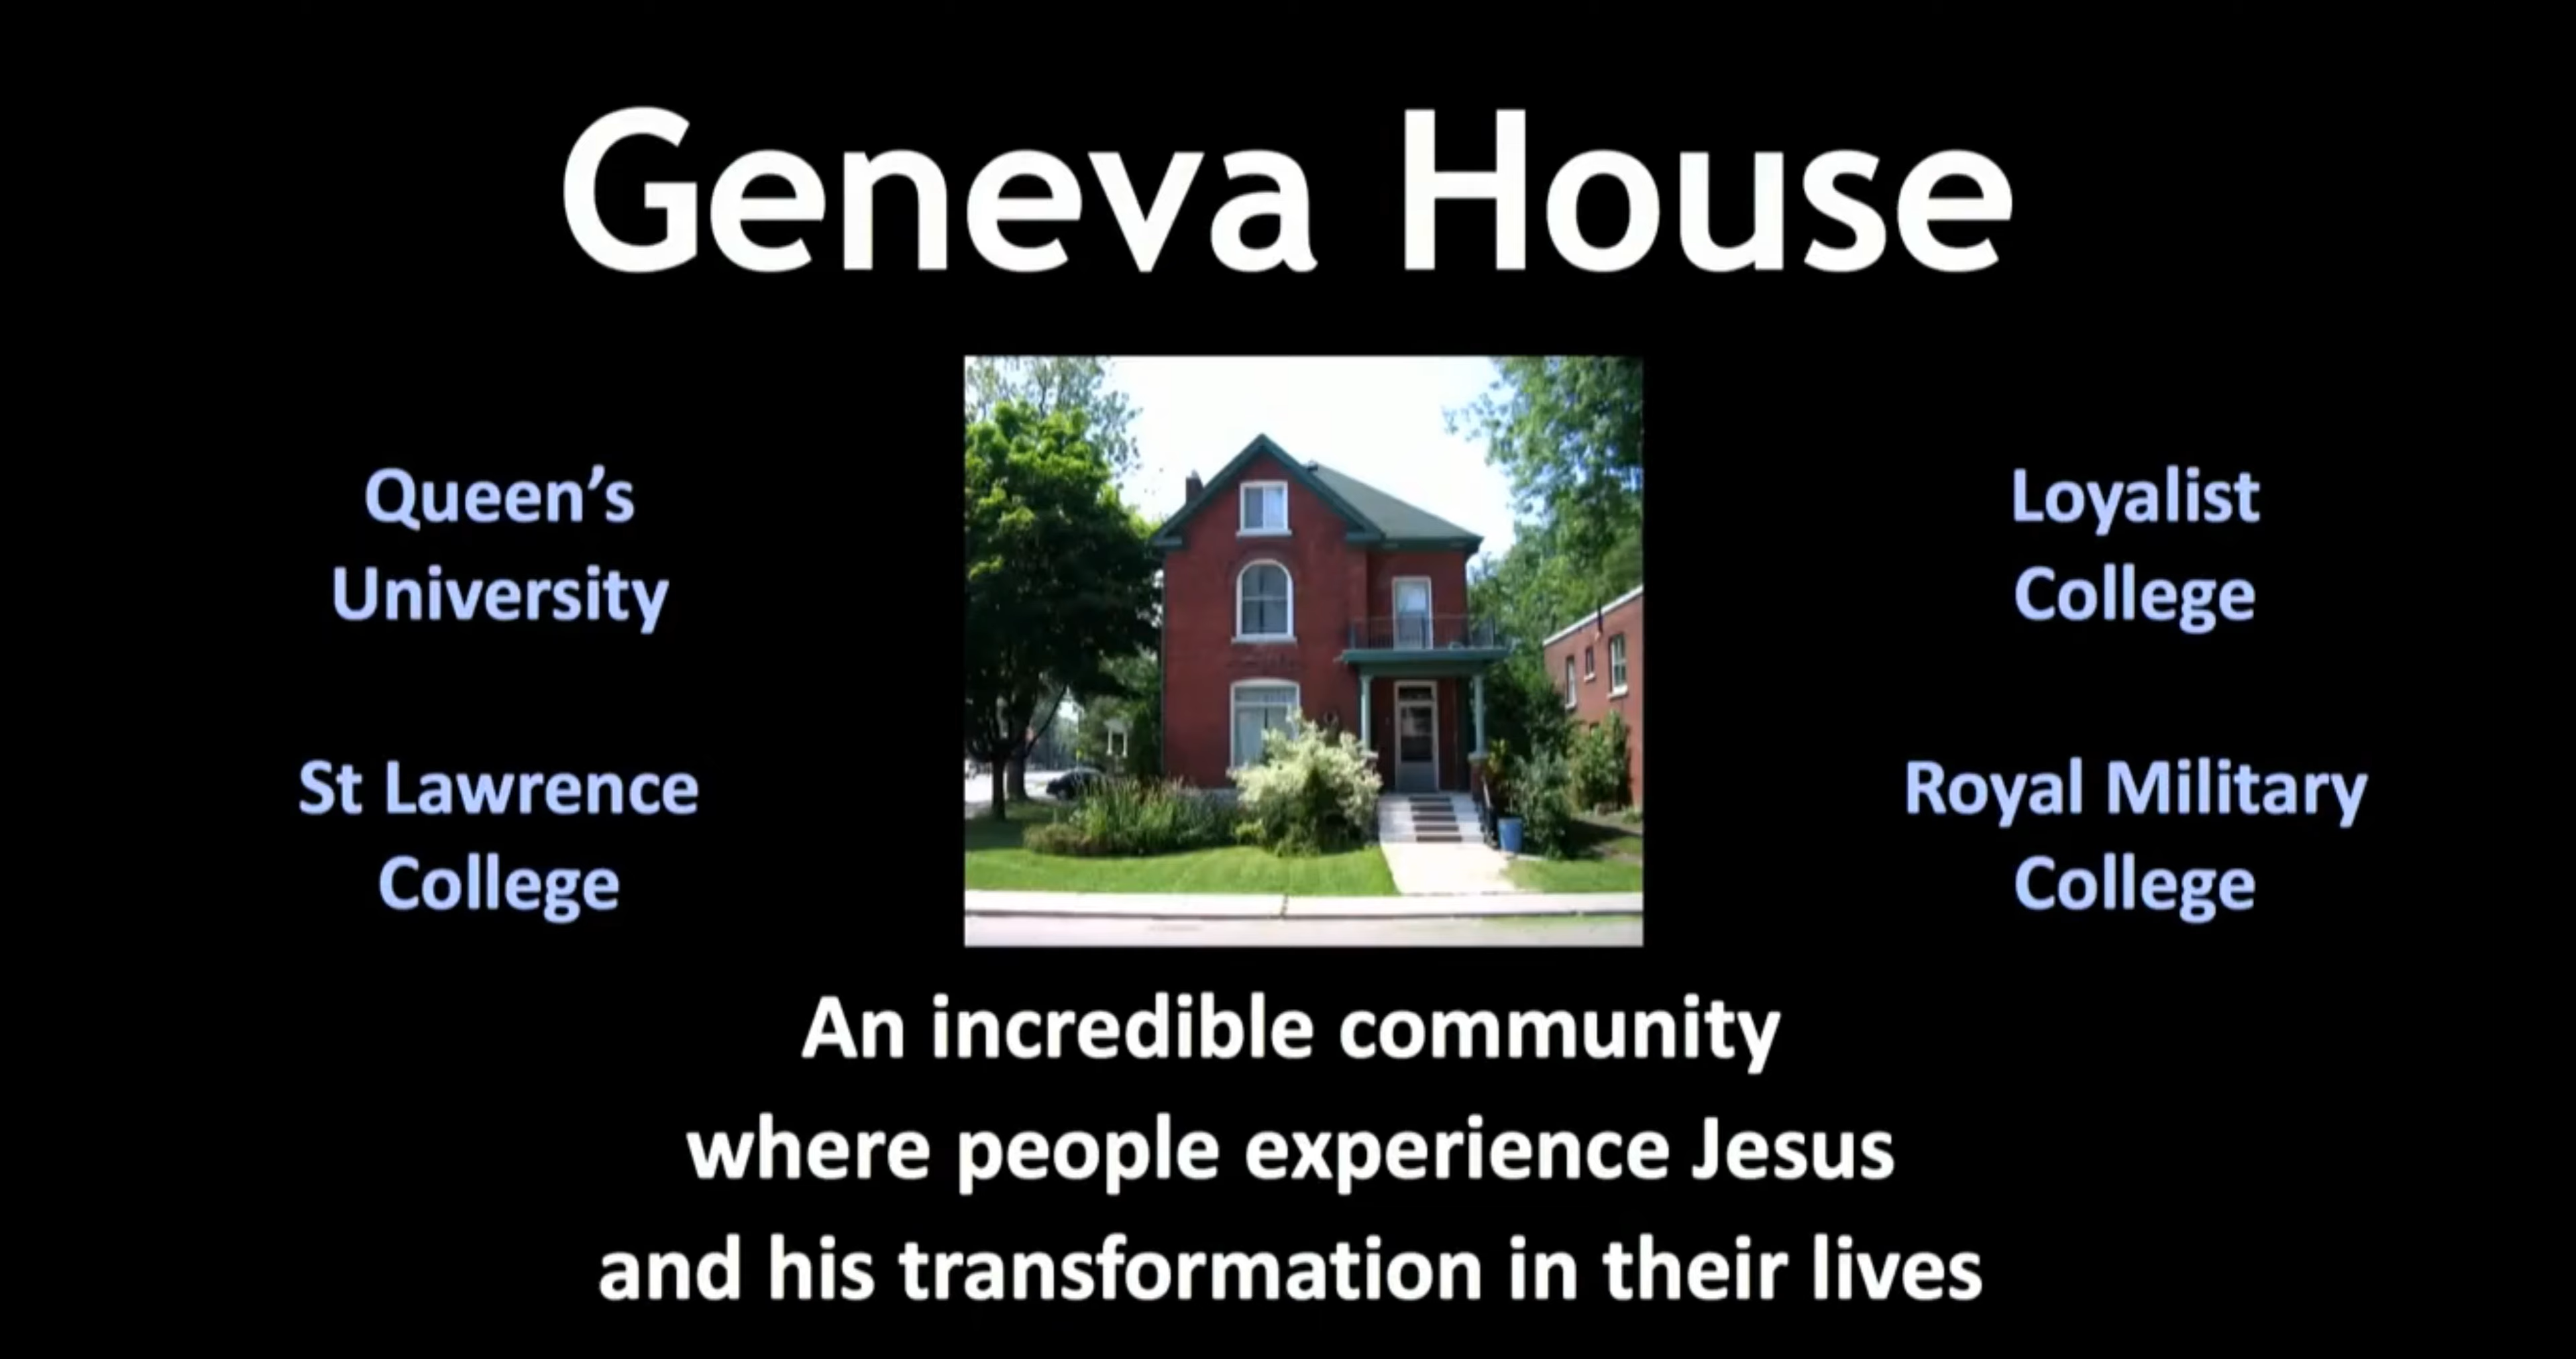 Geneva House
Queen’s
University
St Lawrence
College
Loyalist
College
Royal Military
College
An incredible community
where people experience Jesus
and his transformation in their lives